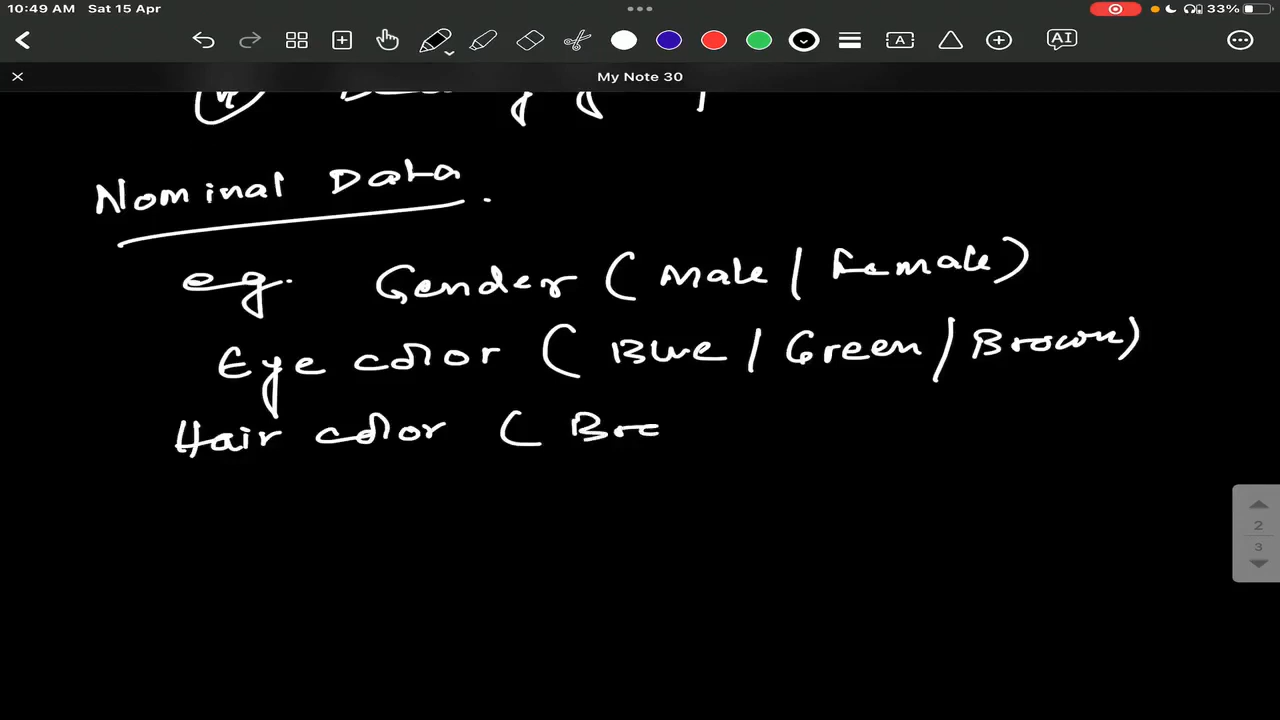 10:49 AM Sat 15 Apr 33%
A AI
My Note 30
Nominal Data.
eg. Gender (Male/Female)
Eye color (Blue/Green/Brown)
Hair color (Bro
2
3